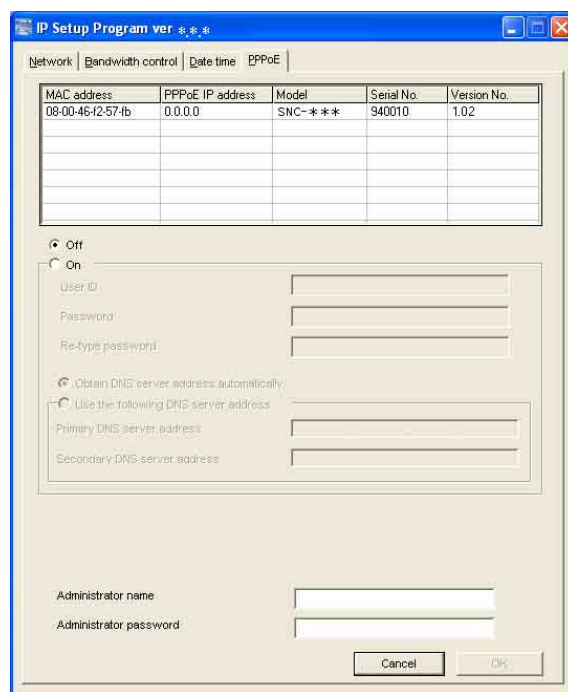 IP Setup Program ver *.*.*
Network Bandwidth control Date time PPPoE
MAC address PPPoE IP address Model Serial No. Version No.
08-00-46-f2-57-fb 0.0.0.0 SNC-*** 940010 1.02
Off
On
User ID
Password
Re-type password
Obtain DNS server address automatically
Use the following DNS server address
Primary DNS server address
Secondary DNS server address
Administrator name
Administrator password
Cancel OK